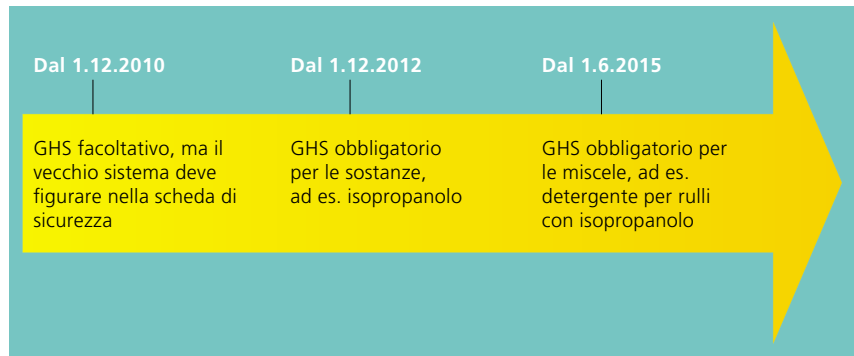 Dal 1.12.2010
GHS facoltativo, ma il
vecchio sistema deve
figurare nella scheda di
sicurezza
Dal 1.12.2012
GHS obbligatorio
per le sostanze,
ad es. isopropanolo
Dal 1.6.2015
GHS obbligatorio per
le miscele, ad es.
detergente per rulli
con isopropanolo